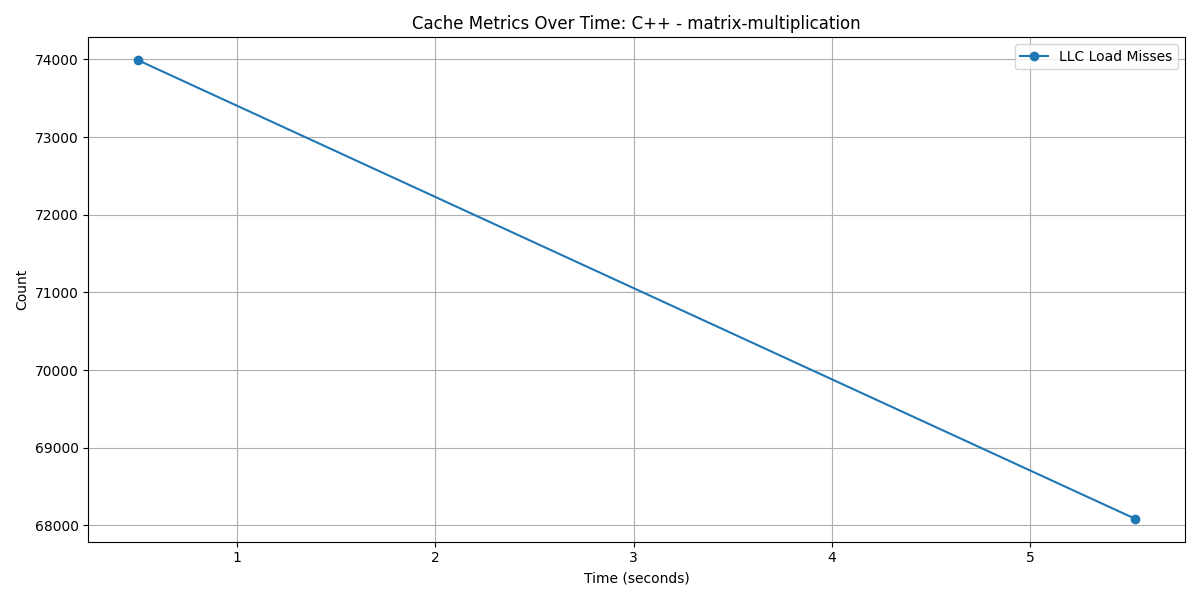 Cache Metrics Over Time: C++ - matrix-multiplication
LLC Load Misses
74000
73000
72000
71000
70000
69000
68000
Count
1 2 3 4 5
Time (seconds)